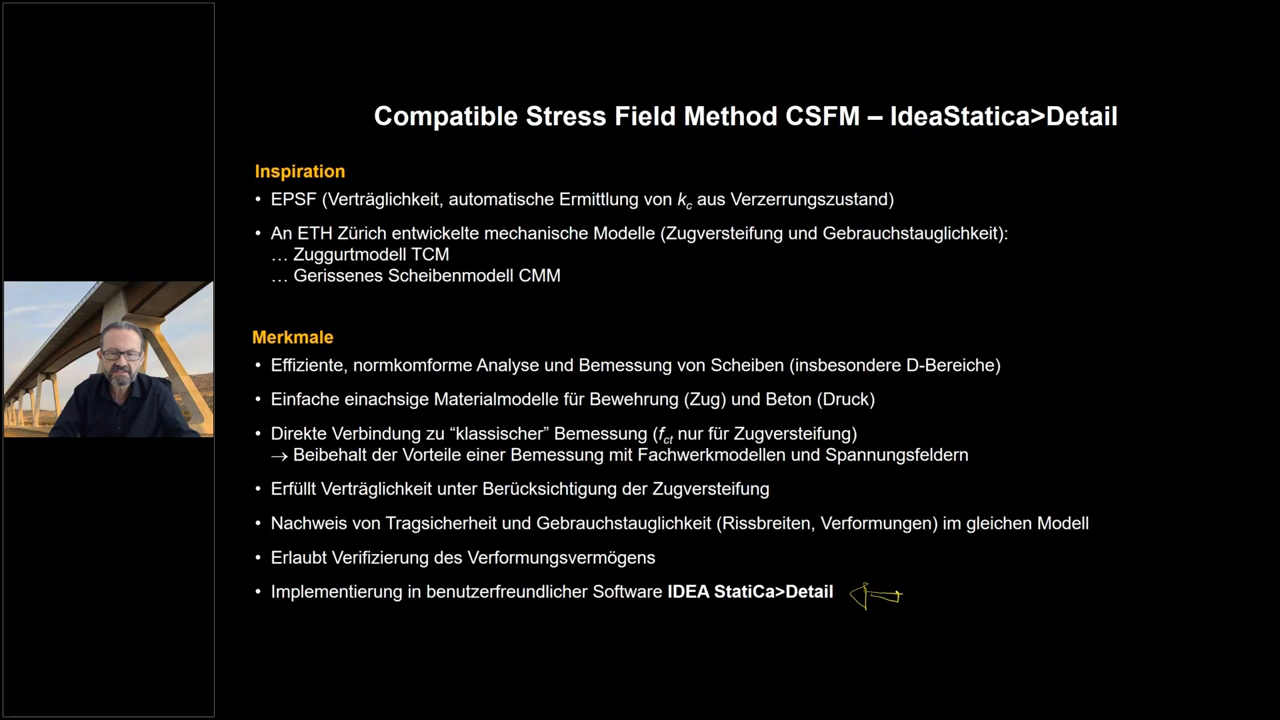 Compatible Stress Field Method CSFM – IdeaStatica>Detail
Inspiration
• EPSF (Verträglichkeit, automatische Ermittlung von kc aus Verzerrungszustand)
• An ETH Zürich entwickelte mechanische Modelle (Zugversteifung und Gebrauchstauglichkeit):
… Zuggurtmodell TCM
… Gerissenes Scheibenmodell CMM
Merkmale
• Effiziente, normkomforme Analyse und Bemessung von Scheiben (insbesondere D-Bereiche)
• Einfache einachsige Materialmodelle für Bewehrung (Zug) und Beton (Druck)
• Direkte Verbindung zu “klassischer” Bemessung (fct nur für Zugversteifung)
→ Beibehalt der Vorteile einer Bemessung mit Fachwerkmodellen und Spannungsfeldern
• Erfüllt Verträglichkeit unter Berücksichtigung der Zugversteifung
• Nachweis von Tragsicherheit und Gebrauchstauglichkeit (Rissbreiten, Verformungen) im gleichen Modell
• Erlaubt Verifizierung des Verformungsvermögens
• Implementierung in benutzerfreundlicher Software IDEA StatiCa>Detail